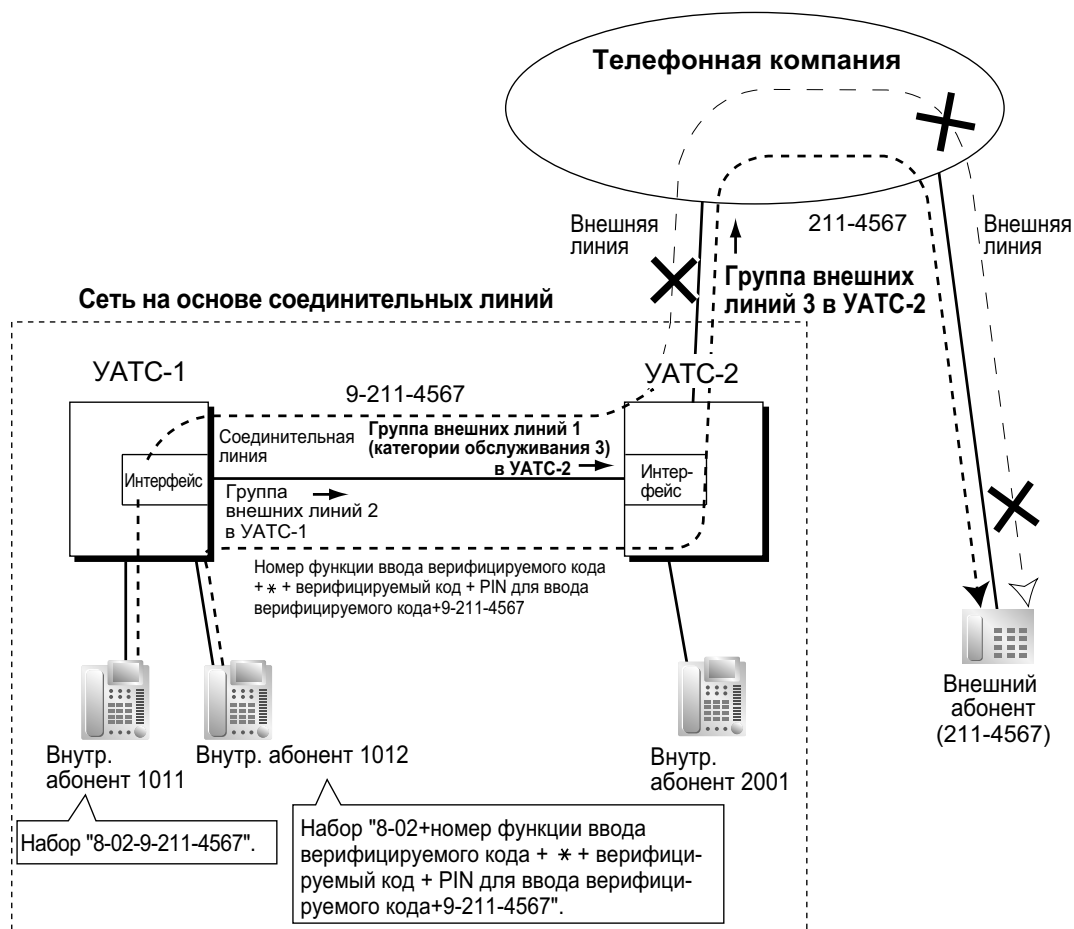 Телефонная компания
Внешняя
линия
211-4567
Внешняя
линия
Группа внешних
линий 3 в УАТС-2
Сеть на основе соединительных линий
УАТС-1
УАТС-2
9-211-4567
Соединительная
линия
Группа внешних линий 1
(категории обслуживания 3)
в УАТС-2
Интерфейс
Интер-
фейс
Группа
внешних линий 2
в УАТС-1
Номер функции ввода верифицируемого кода
+ * + верифицируемый код + PIN для ввода
верифицируемого кода+9-211-4567
Внутр.
абонент 1011
Внутр. абонент 1012
Внутр.
абонент 2001
Внешний
абонент
(211-4567)
Набор "8-02-9-211-4567".
Набор "8-02+номер функции ввода
верифицируемого кода + * + верифици-
руемый код + PIN для ввода верифици-
руемого кода+9-211-4567".